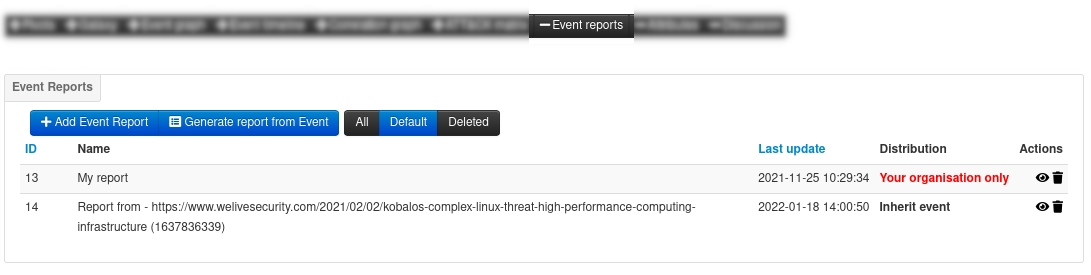 Event reports
Event Reports
Add Event Report Generate report from Event All Default Deleted
ID Name Last update Distribution Actions
13 My report 2021-11-25 10:29:34 Your organisation only
14 Report from - https://www.welivesecurity.com/2021/02/02/kobalos-complex-linux-threat-high-performance-computing- 2022-01-18 14:00:50 Inherit event
infrastructure (1637836339)